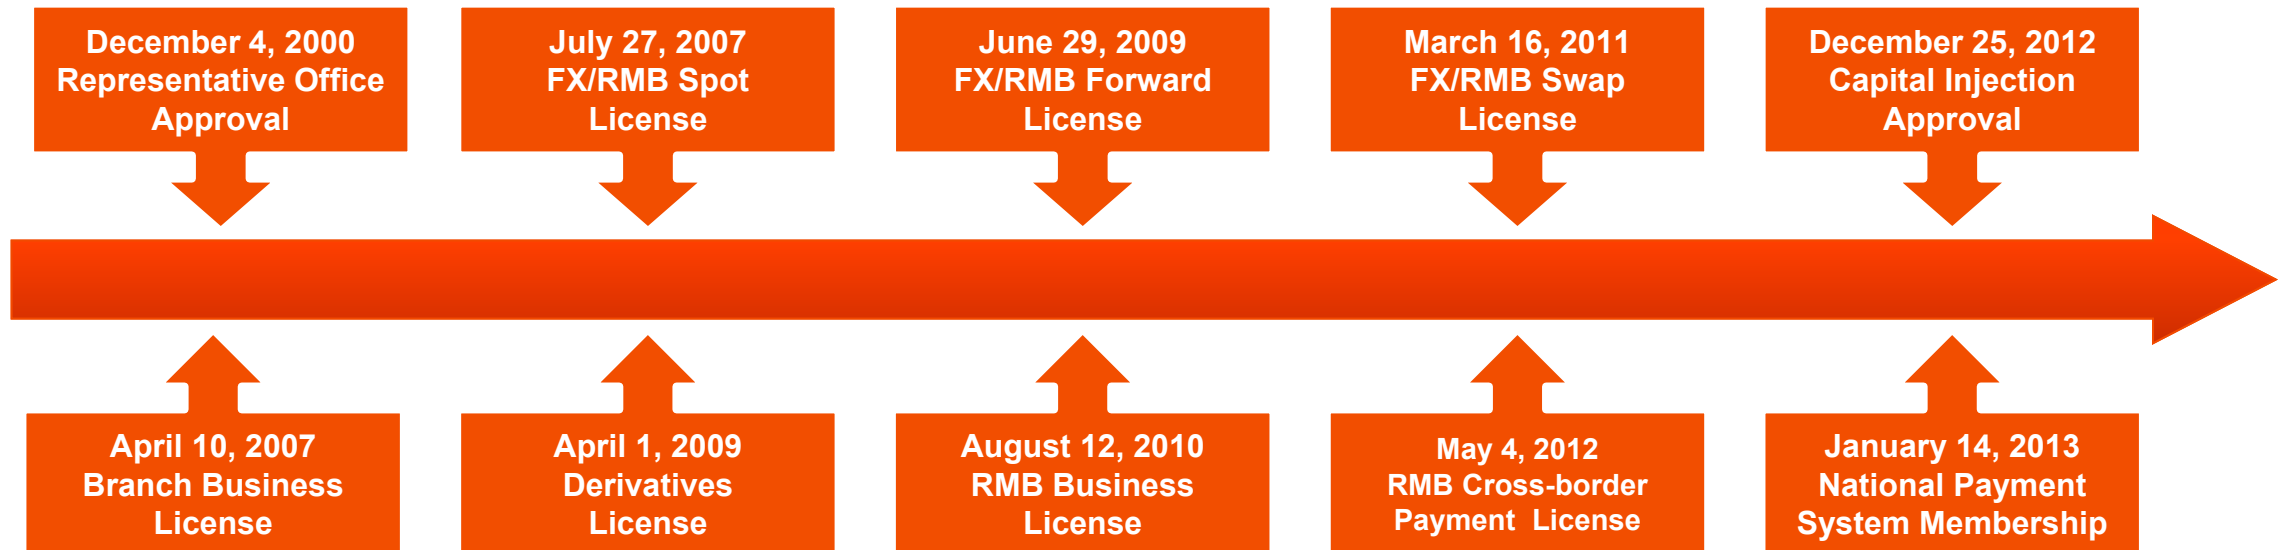 December 4, 2000
Representative Office
Approval
July 27, 2007
FX/RMB Spot
License
June 29, 2009
FX/RMB Forward
License
March 16, 2011
FX/RMB Swap
License
December 25, 2012
Capital Injection
Approval
April 10, 2007
Branch Business
License
April 1, 2009
Derivatives
License
August 12, 2010
RMB Business
License
May 4, 2012
RMB Cross-border
Payment License
January 14, 2013
National Payment
System Membership